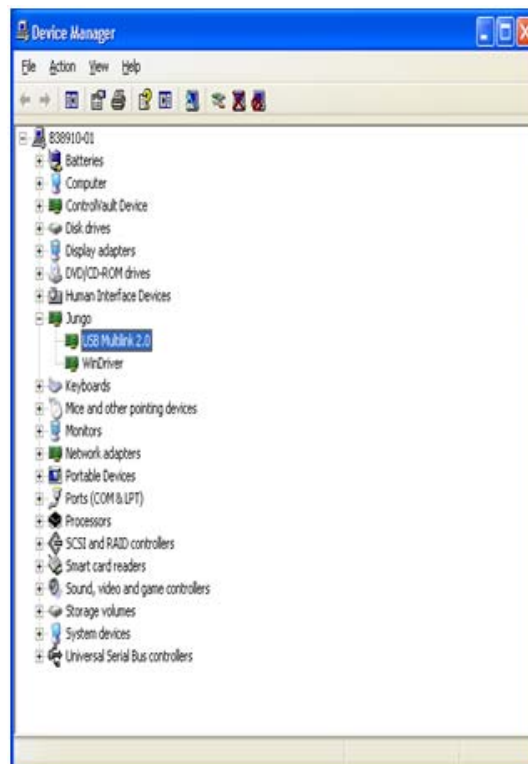 Device Manager
File Action View Help
B38910-01
Batteries
Computer
ControlVault Device
Disk drives
Display adapters
DVD/CD-ROM drives
Human Interface Devices
Jungo
USB Multilink 2.0
WinDriver
Keyboards
Mice and other pointing devices
Monitors
Network adapters
Portable Devices
Ports (COM & LPT)
Processors
SCSI and RAID controllers
Smart card readers
Sound, video and game controllers
Storage volumes
System devices
Universal Serial Bus controllers